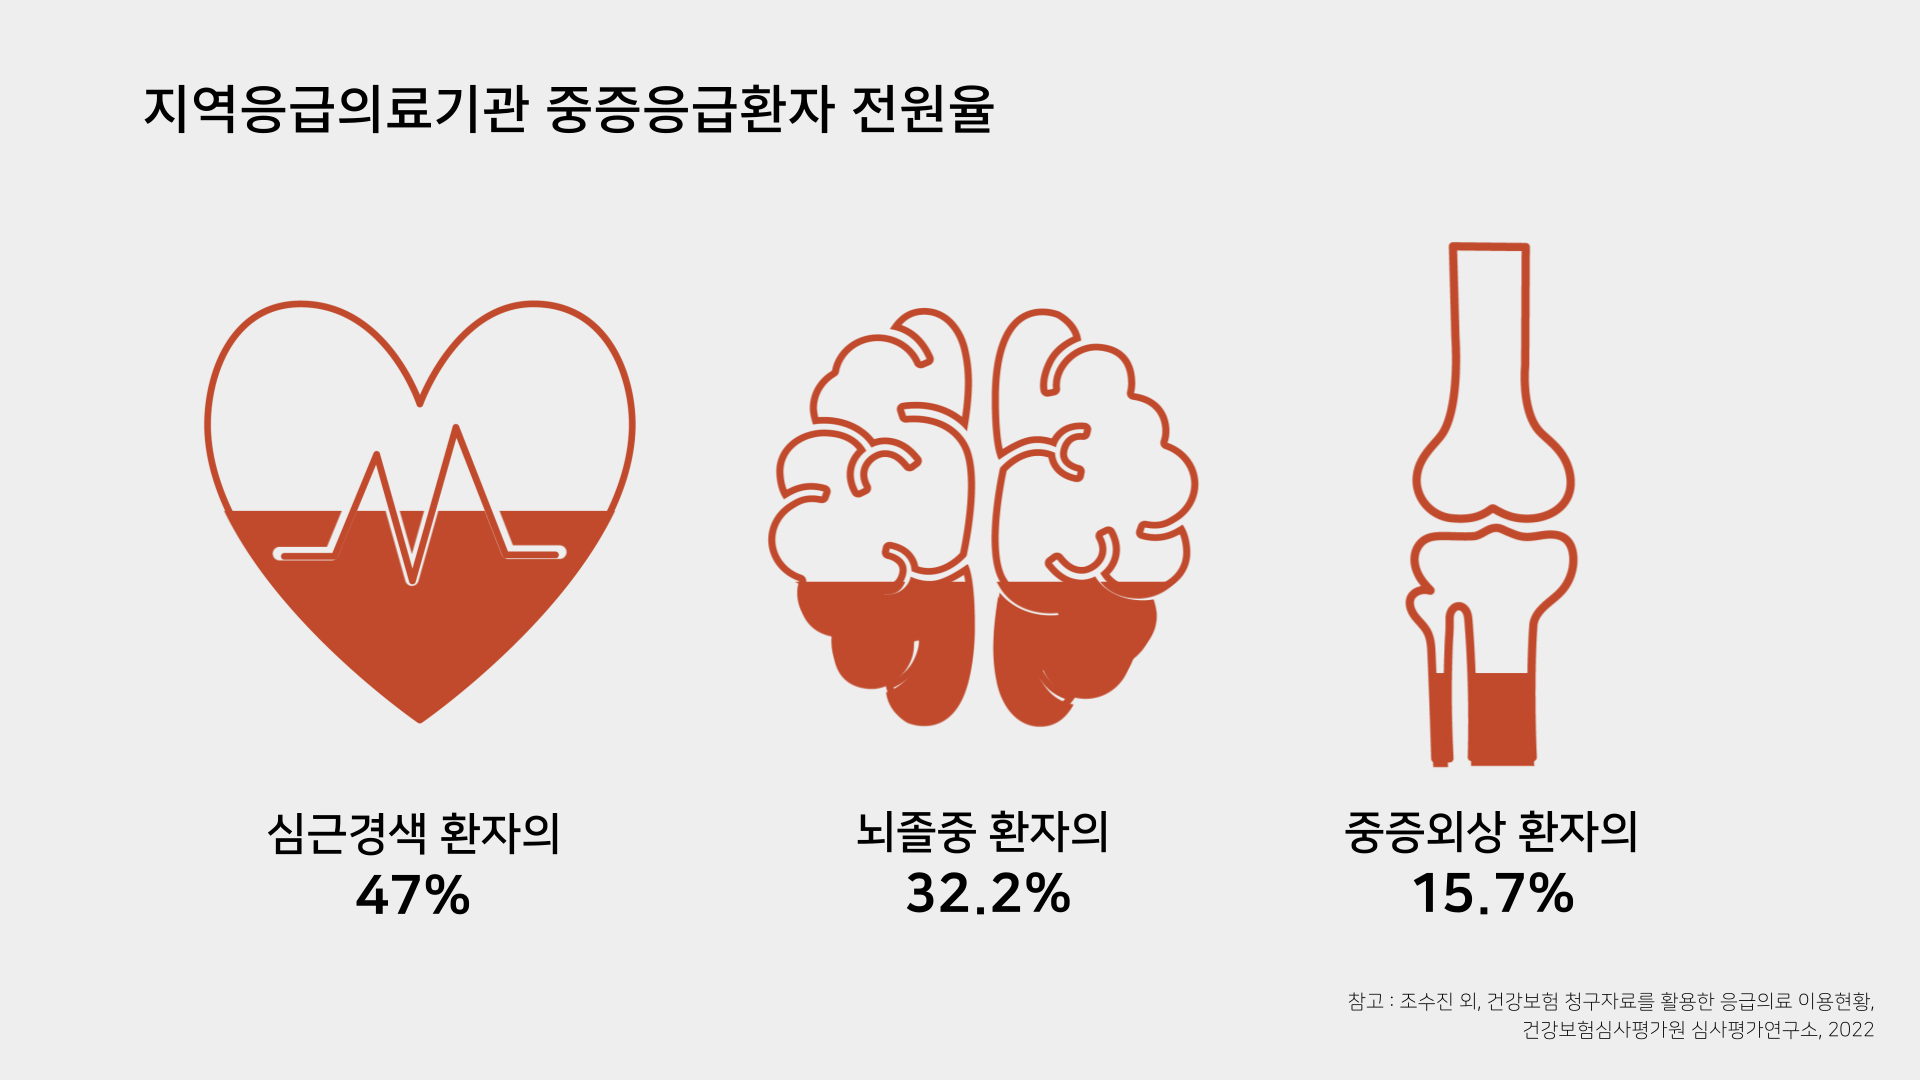 지역응급의료기관 중증응급환자 전원율
심근경색 환자의
47%
뇌졸중 환자의
32.2%
중증외상 환자의
15.7%
참고 : 조수진 외, 건강보험 청구자료를 활용한 응급의료 이용현황,
건강보험심사평가원 심사평가연구소, 2022